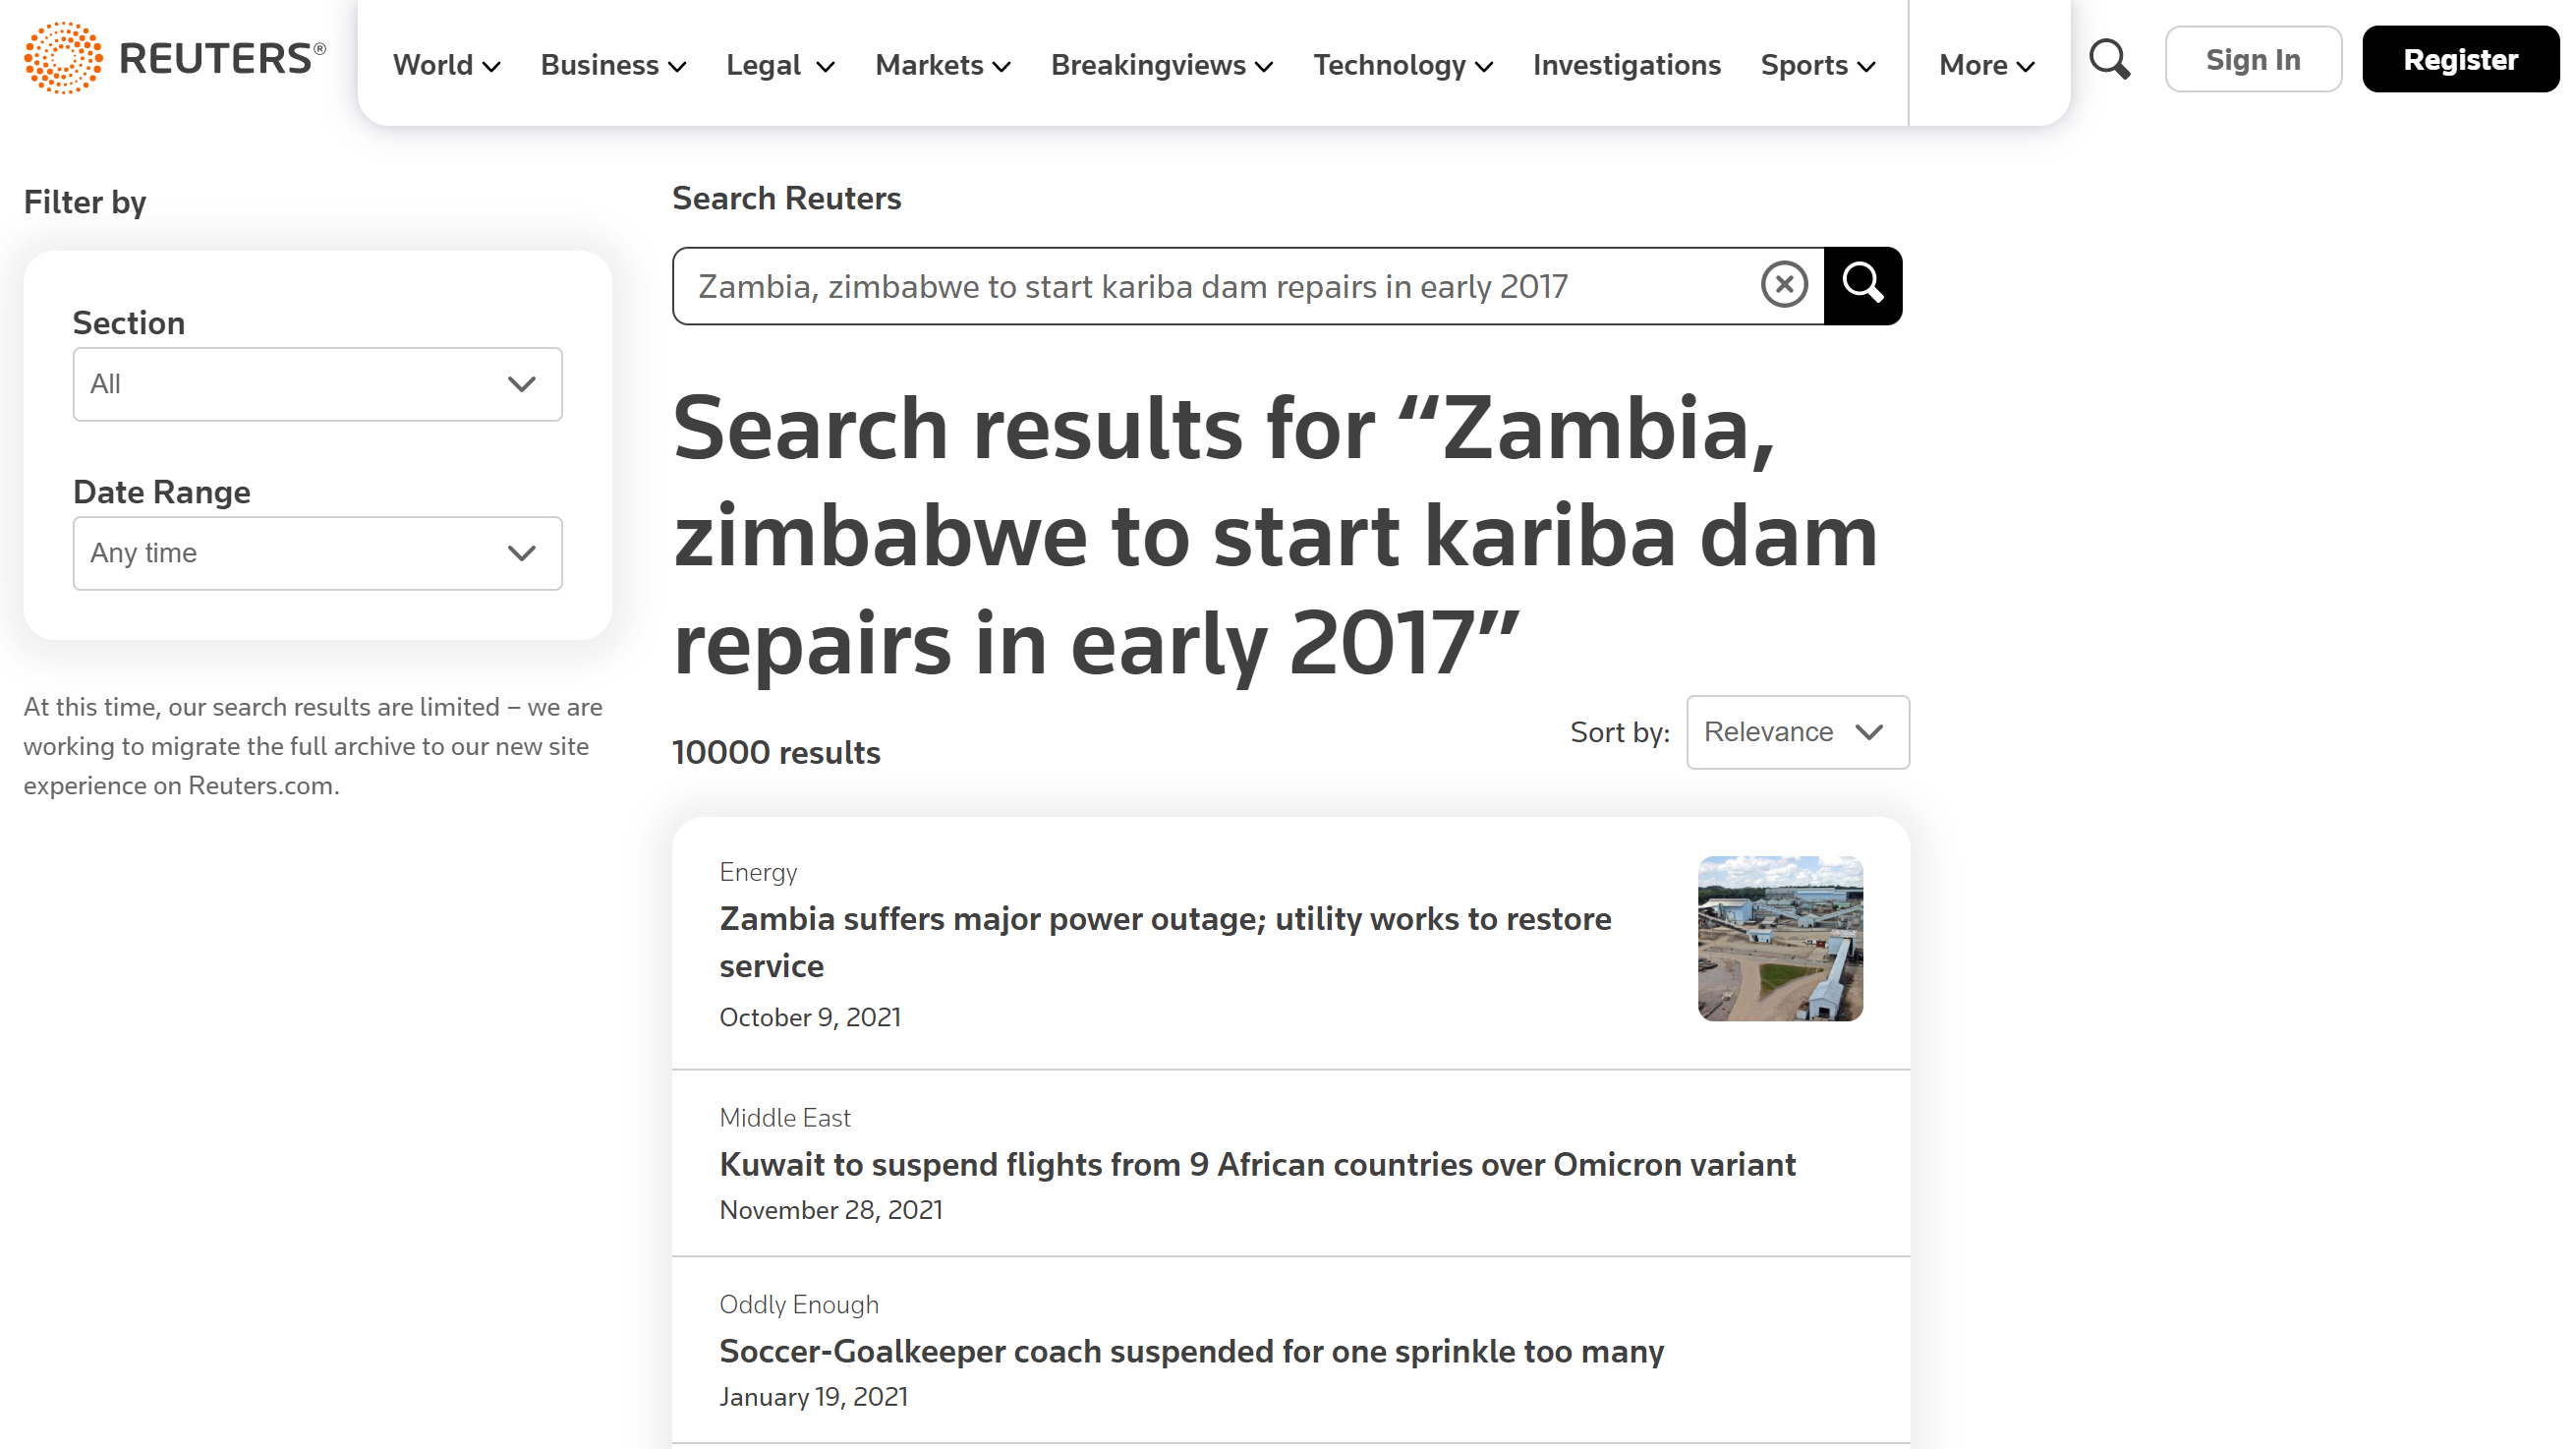 REUTERS®
World
Business
Legal
Markets
Breakingviews
Technology
Investigations
Sports
More
Sign In
Register
Filter by
Section
All
Date Range
Any time
At this time, our search results are limited – we are
working to migrate the full archive to our new site
experience on Reuters.com.
Search Reuters
Zambia, zimbabwe to start kariba dam repairs in early 2017
Search results for “Zambia,
zimbabwe to start kariba dam
repairs in early 2017”
10000 results
Sort by:
Relevance
Energy
Zambia suffers major power outage; utility works to restore
service
October 9, 2021
Middle East
Kuwait to suspend flights from 9 African countries over Omicron variant
November 28, 2021
Oddly Enough
Soccer-Goalkeeper coach suspended for one sprinkle too many
January 19, 2021